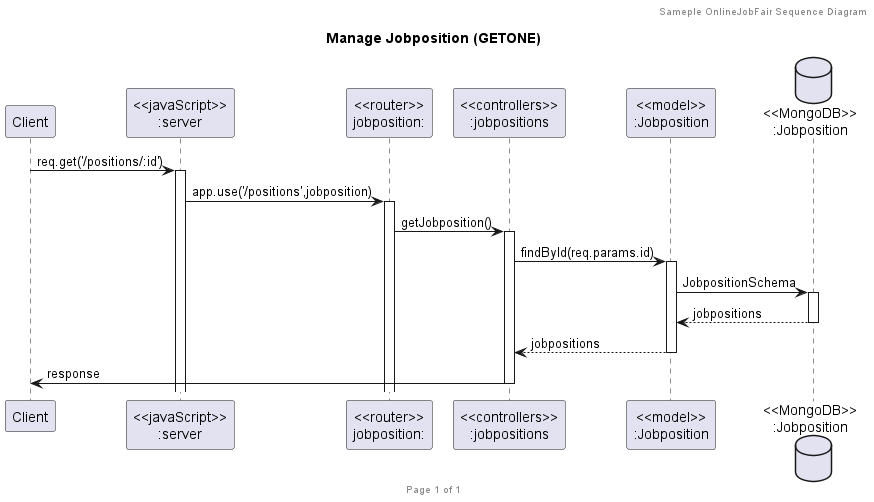 Sameple OnlineJobFair Sequence Diagram
Manage Jobposition (GETONE)
Client
<<javaScript>>
:server
<<router>>
jobposition:
<<controllers>>
:jobpositions
<<model>>
:Jobposition
<<MongoDB>>
:Jobposition
req.get('/positions/:id')
app.use('/positions',jobposition)
getJobposition()
findById(req.params.id)
JobpositionSchema
jobpositions
jobpositions
response
Client
<<javaScript>>
:server
<<router>>
jobposition:
<<controllers>>
:jobpositions
<<model>>
:Jobposition
<<MongoDB>>
:Jobposition
Page 1 of 1